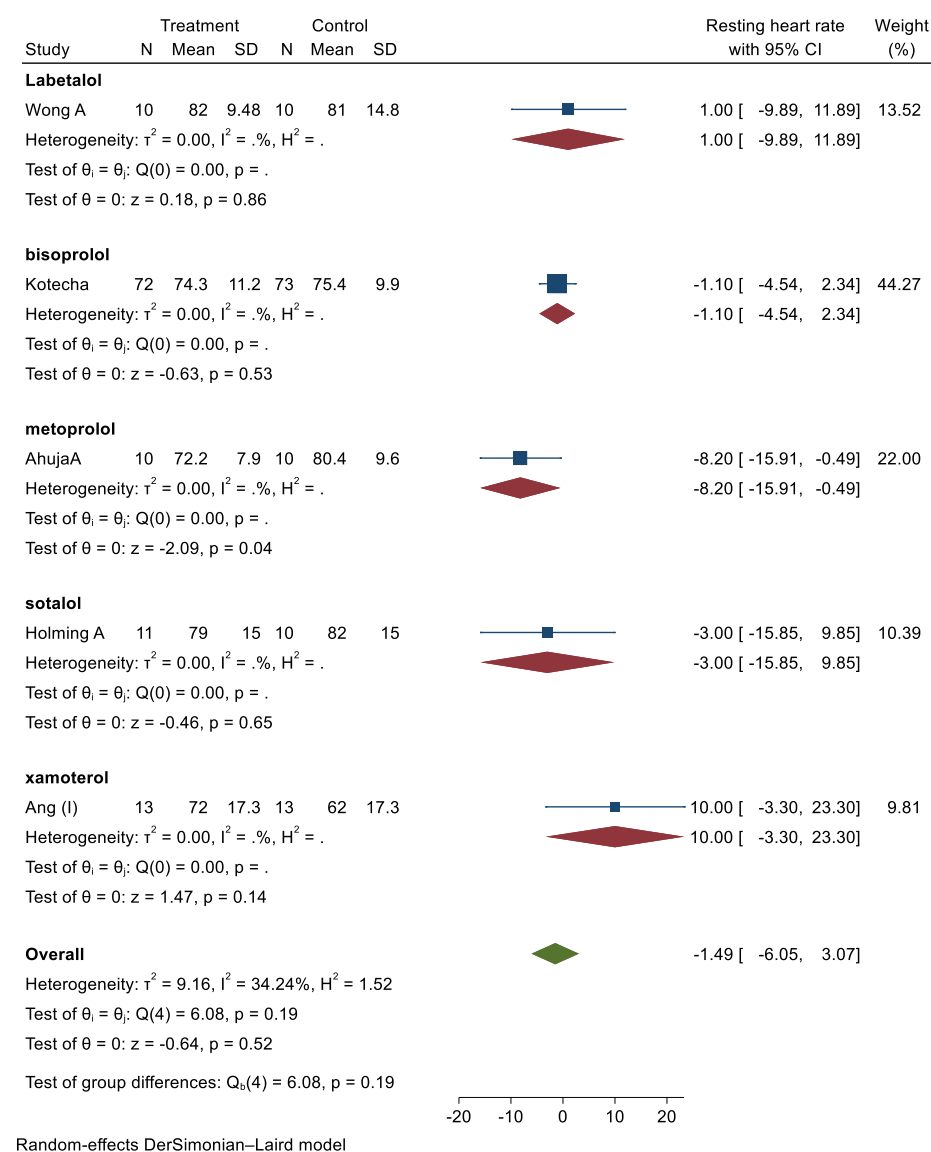 Treatment Control Resting heart rate Weight
Study N Mean SD N Mean SD with 95% CI (%)
Labetalol
Wong A 10 82 9.48 10 81 14.8 1.00 [ -9.89, 11.89] 13.52
Heterogeneity: τ² = 0.00, I² = .%, H² = . 1.00 [ -9.89, 11.89]
Test of θᵢ = θⱼ: Q(0) = 0.00, p = .
Test of θ = 0: z = 0.18, p = 0.86
bisoprolol
Kotecha 72 74.3 11.2 73 75.4 9.9 -1.10 [ -4.54, 2.34] 44.27
Heterogeneity: τ² = 0.00, I² = .%, H² = . -1.10 [ -4.54, 2.34]
Test of θᵢ = θⱼ: Q(0) = 0.00, p = .
Test of θ = 0: z = -0.63, p = 0.53
metoprolol
AhujaA 10 72.2 7.9 10 80.4 9.6 -8.20 [ -15.91, -0.49] 22.00
Heterogeneity: τ² = 0.00, I² = .%, H² = . -8.20 [ -15.91, -0.49]
Test of θᵢ = θⱼ: Q(0) = 0.00, p = .
Test of θ = 0: z = -2.09, p = 0.04
sotalol
Holming A 11 79 15 10 82 15 -3.00 [ -15.85, 9.85] 10.39
Heterogeneity: τ² = 0.00, I² = .%, H² = . -3.00 [ -15.85, 9.85]
Test of θᵢ = θⱼ: Q(0) = 0.00, p = .
Test of θ = 0: z = -0.46, p = 0.65
xamoterol
Ang (I) 13 72 17.3 13 62 17.3 10.00 [ -3.30, 23.30] 9.81
Heterogeneity: τ² = 0.00, I² = .%, H² = . 10.00 [ -3.30, 23.30]
Test of θᵢ = θⱼ: Q(0) = 0.00, p = .
Test of θ = 0: z = 1.47, p = 0.14
Overall -1.49 [ -6.05, 3.07]
Heterogeneity: τ² = 9.16, I² = 34.24%, H² = 1.52
Test of θᵢ = θⱼ: Q(4) = 6.08, p = 0.19
Test of θ = 0: z = -0.64, p = 0.52
Test of group differences: Q_b(4) = 6.08, p = 0.19
-20 -10 0 10 20
Random-effects DerSimonian–Laird model